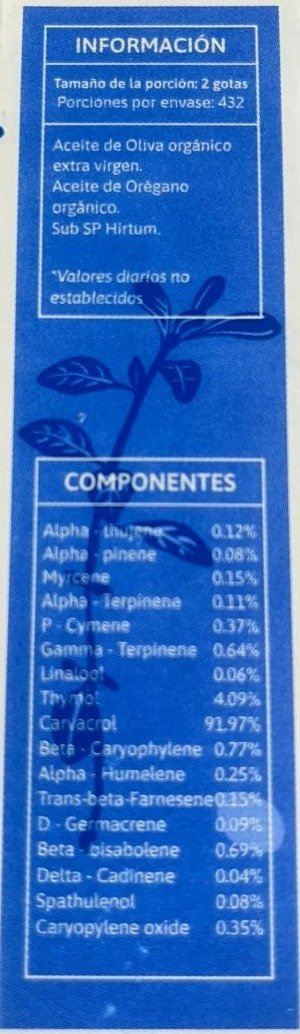 INFORMACIÓN
Tamaño de la porción: 2 gotas
Porciones por envase: 432
Aceite de Oliva orgánico
extra virgen.
Aceite de Orégano
orgánico.
Sub SP Hirtum.
*Valores diarios no
establecidos
COMPONENTES
Alpha - thujene 0.12%
Alpha - pinene 0.08%
Myrcene 0.15%
Alpha - Terpinene 0.11%
P - Cymene 0.37%
Gamma - Terpinene 0.64%
Linalool 0.06%
Thymol 4.09%
Carvacrol 91.97%
Beta - Caryophylene 0.77%
Alpha - Humelene 0.25%
Trans-beta-Farnesene 0.15%
D - Germacrene 0.09%
Beta - bisabolene 0.69%
Delta - Cadinene 0.04%
Spathulenol 0.08%
Caryopylene oxide 0.35%